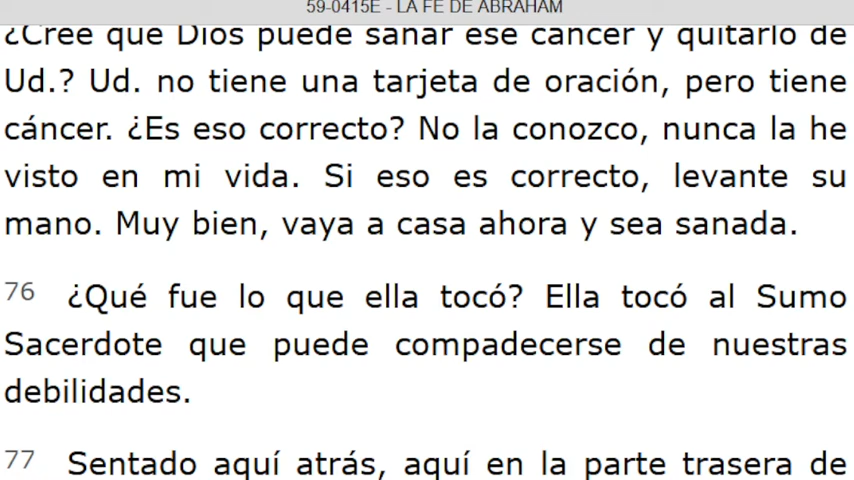 59-0415E - LA FE DE ABRAHAM
¿Cree que Dios puede sanar ese cáncer y quitarlo de
Ud.? Ud. no tiene una tarjeta de oración, pero tiene
cáncer. ¿Es eso correcto? No la conozco, nunca la he
visto en mi vida. Si eso es correcto, levante su
mano. Muy bien, vaya a casa ahora y sea sanada.
76 ¿Qué fue lo que ella tocó? Ella tocó al Sumo
Sacerdote que puede compadecerse de nuestras
debilidades.
77 Sentado aquí atrás, aquí en la parte trasera de